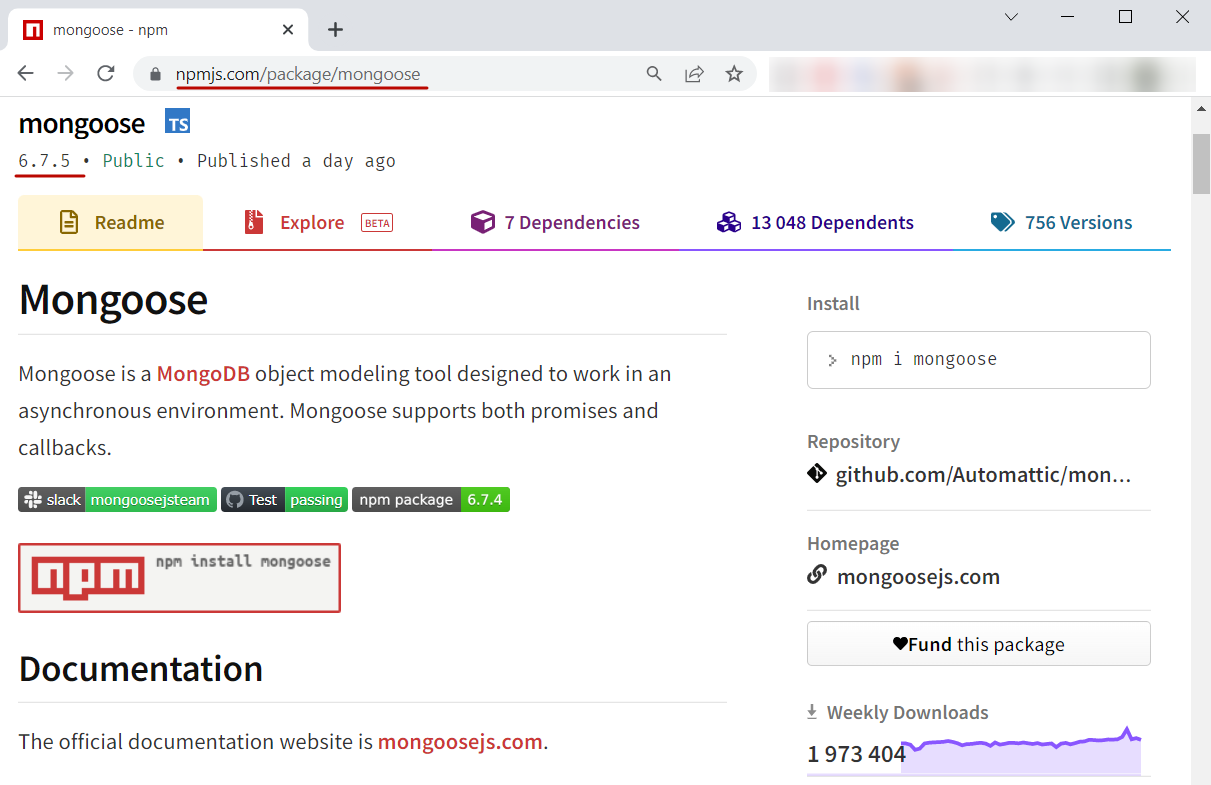 mongoose - npm
npmjs.com/package/mongoose
mongoose TS
6.7.5 • Public • Published a day ago
Readme
Explore BETA
7 Dependencies
13 048 Dependents
756 Versions
Mongoose
Mongoose is a MongoDB object modeling tool designed to work in an
asynchronous environment. Mongoose supports both promises and
callbacks.
slack mongoosejsteam Test passing npm package 6.7.4
npm npm install mongoose
Documentation
The official documentation website is mongoosejs.com.
Install
> npm i mongoose
Repository
github.com/Automattic/mon...
Homepage
mongoosejs.com
Fund this package
Weekly Downloads
1 973 404